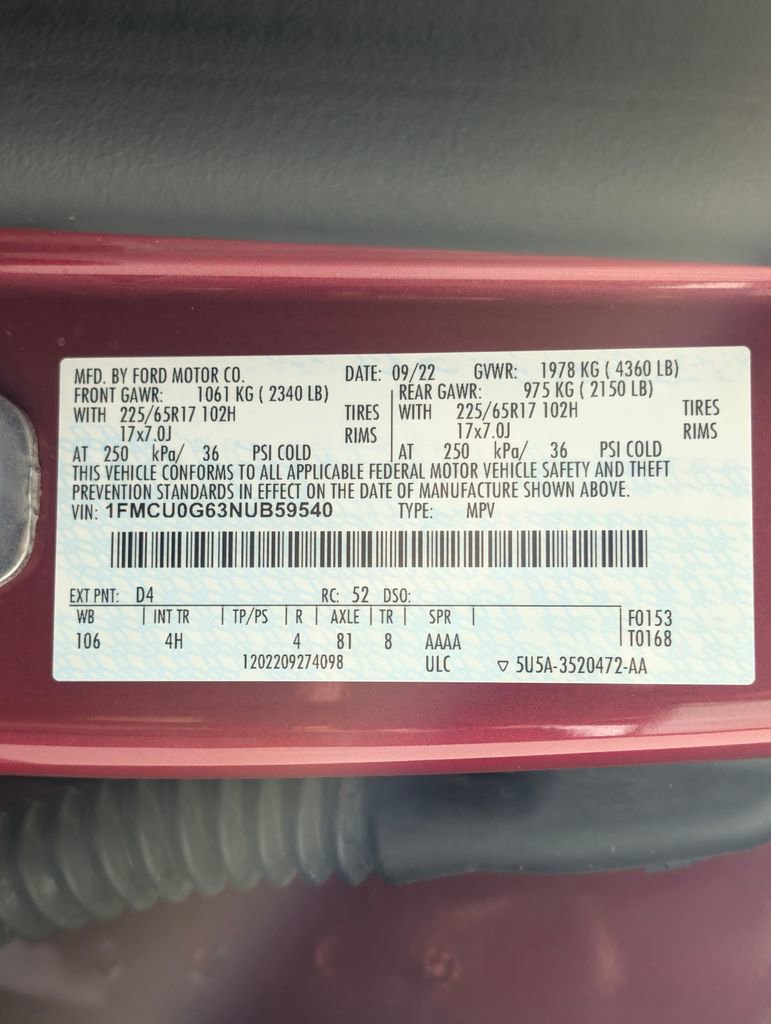 MFD. BY FORD MOTOR CO. DATE: 09/22 GVWR: 1978 KG ( 4360 LB)
FRONT GAWR: 1061 KG ( 2340 LB) REAR GAWR: 975 KG ( 2150 LB)
WITH 225/65R17 102H TIRES WITH 225/65R17 102H TIRES
17x7.0J RIMS 17x7.0J RIMS
AT 250 kPa/ 36 PSI COLD AT 250 kPa/ 36 PSI COLD
THIS VEHICLE CONFORMS TO ALL APPLICABLE FEDERAL MOTOR VEHICLE SAFETY AND THEFT
PREVENTION STANDARDS IN EFFECT ON THE DATE OF MANUFACTURE SHOWN ABOVE.
VIN: 1FMCU0G63NUB59540 TYPE: MPV
EXT PNT: D4 RC: 52 DSO:
WB INT TR TP/PS R AXLE TR SPR F0153
106 4H 4 81 8 AAAA T0168
1202209274098 ULC 5U5A-3520472-AA